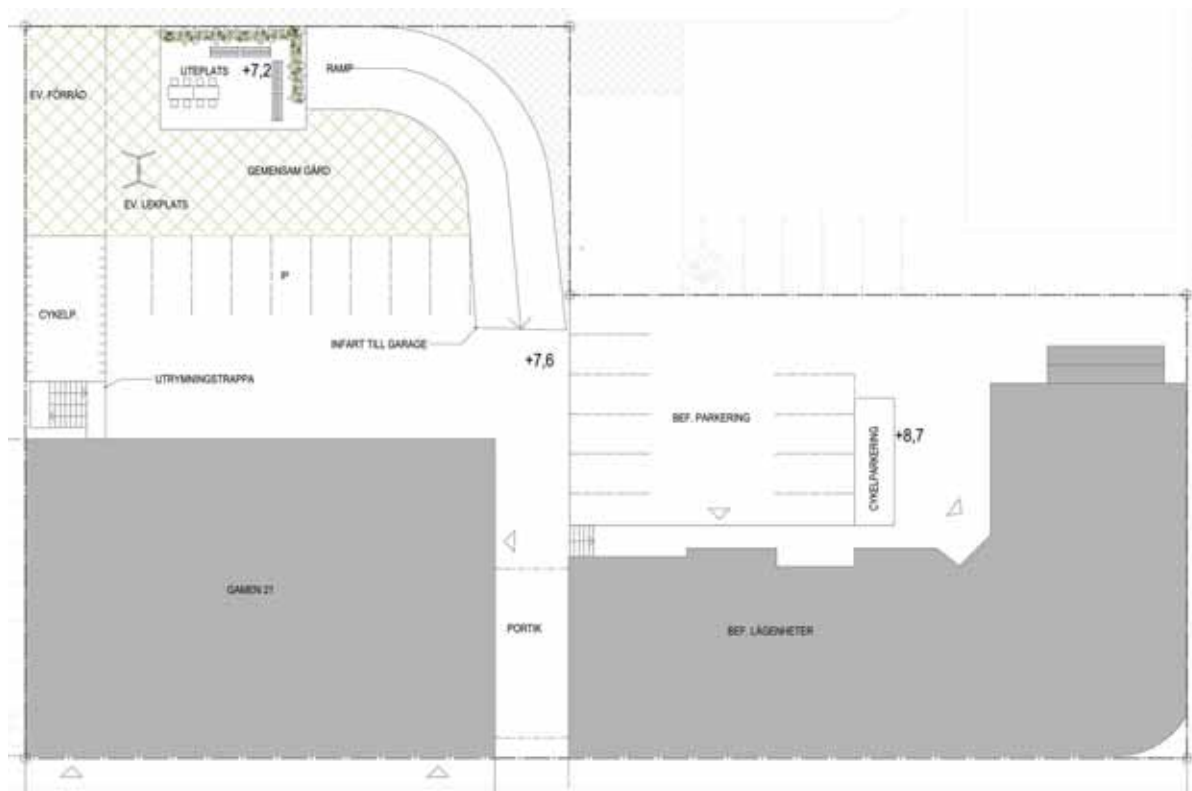 UTEPLATS
+7,2
RAMP
EV. FÖRRÅD
GEMENSAM GÅRD
EV. LEKPLATS
P
CYKELP.
INFART TILL GARAGE
+7,6
UTRYMNINGSTRAPPA
BEF. PARKERING
CYKELPARKERING
+8,7
GAMEN 21
PORTIK
BEF. LÄGENHETER